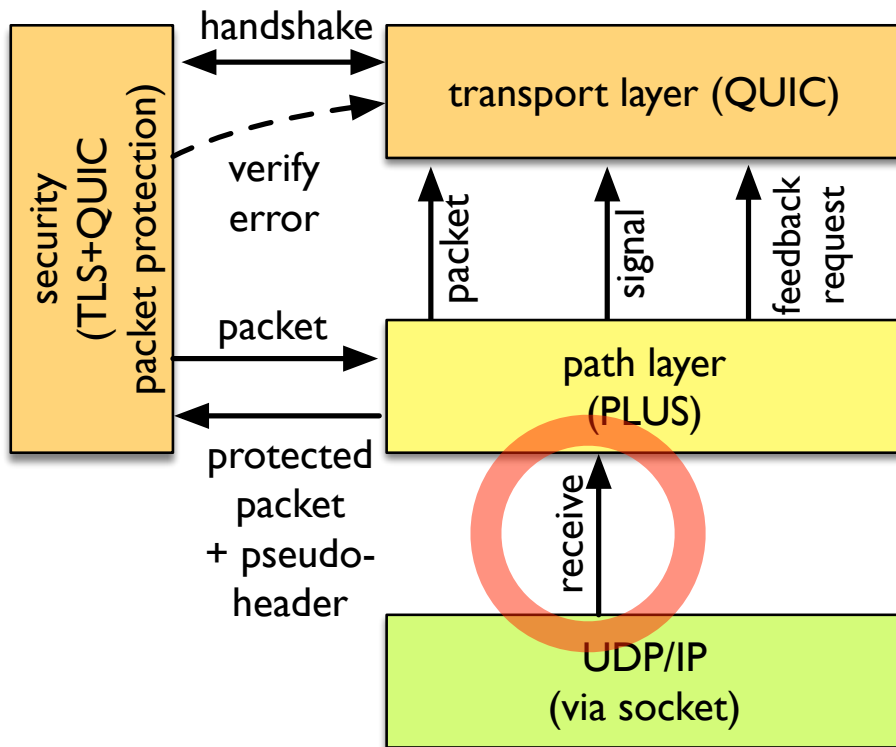 handshake
transport layer (QUIC)
security
(TLS+QUIC
packet protection)
verify
error
packet
signal
feedback
request
packet
path layer
(PLUS)
protected
packet
+ pseudo-
header
receive
UDP/IP
(via socket)